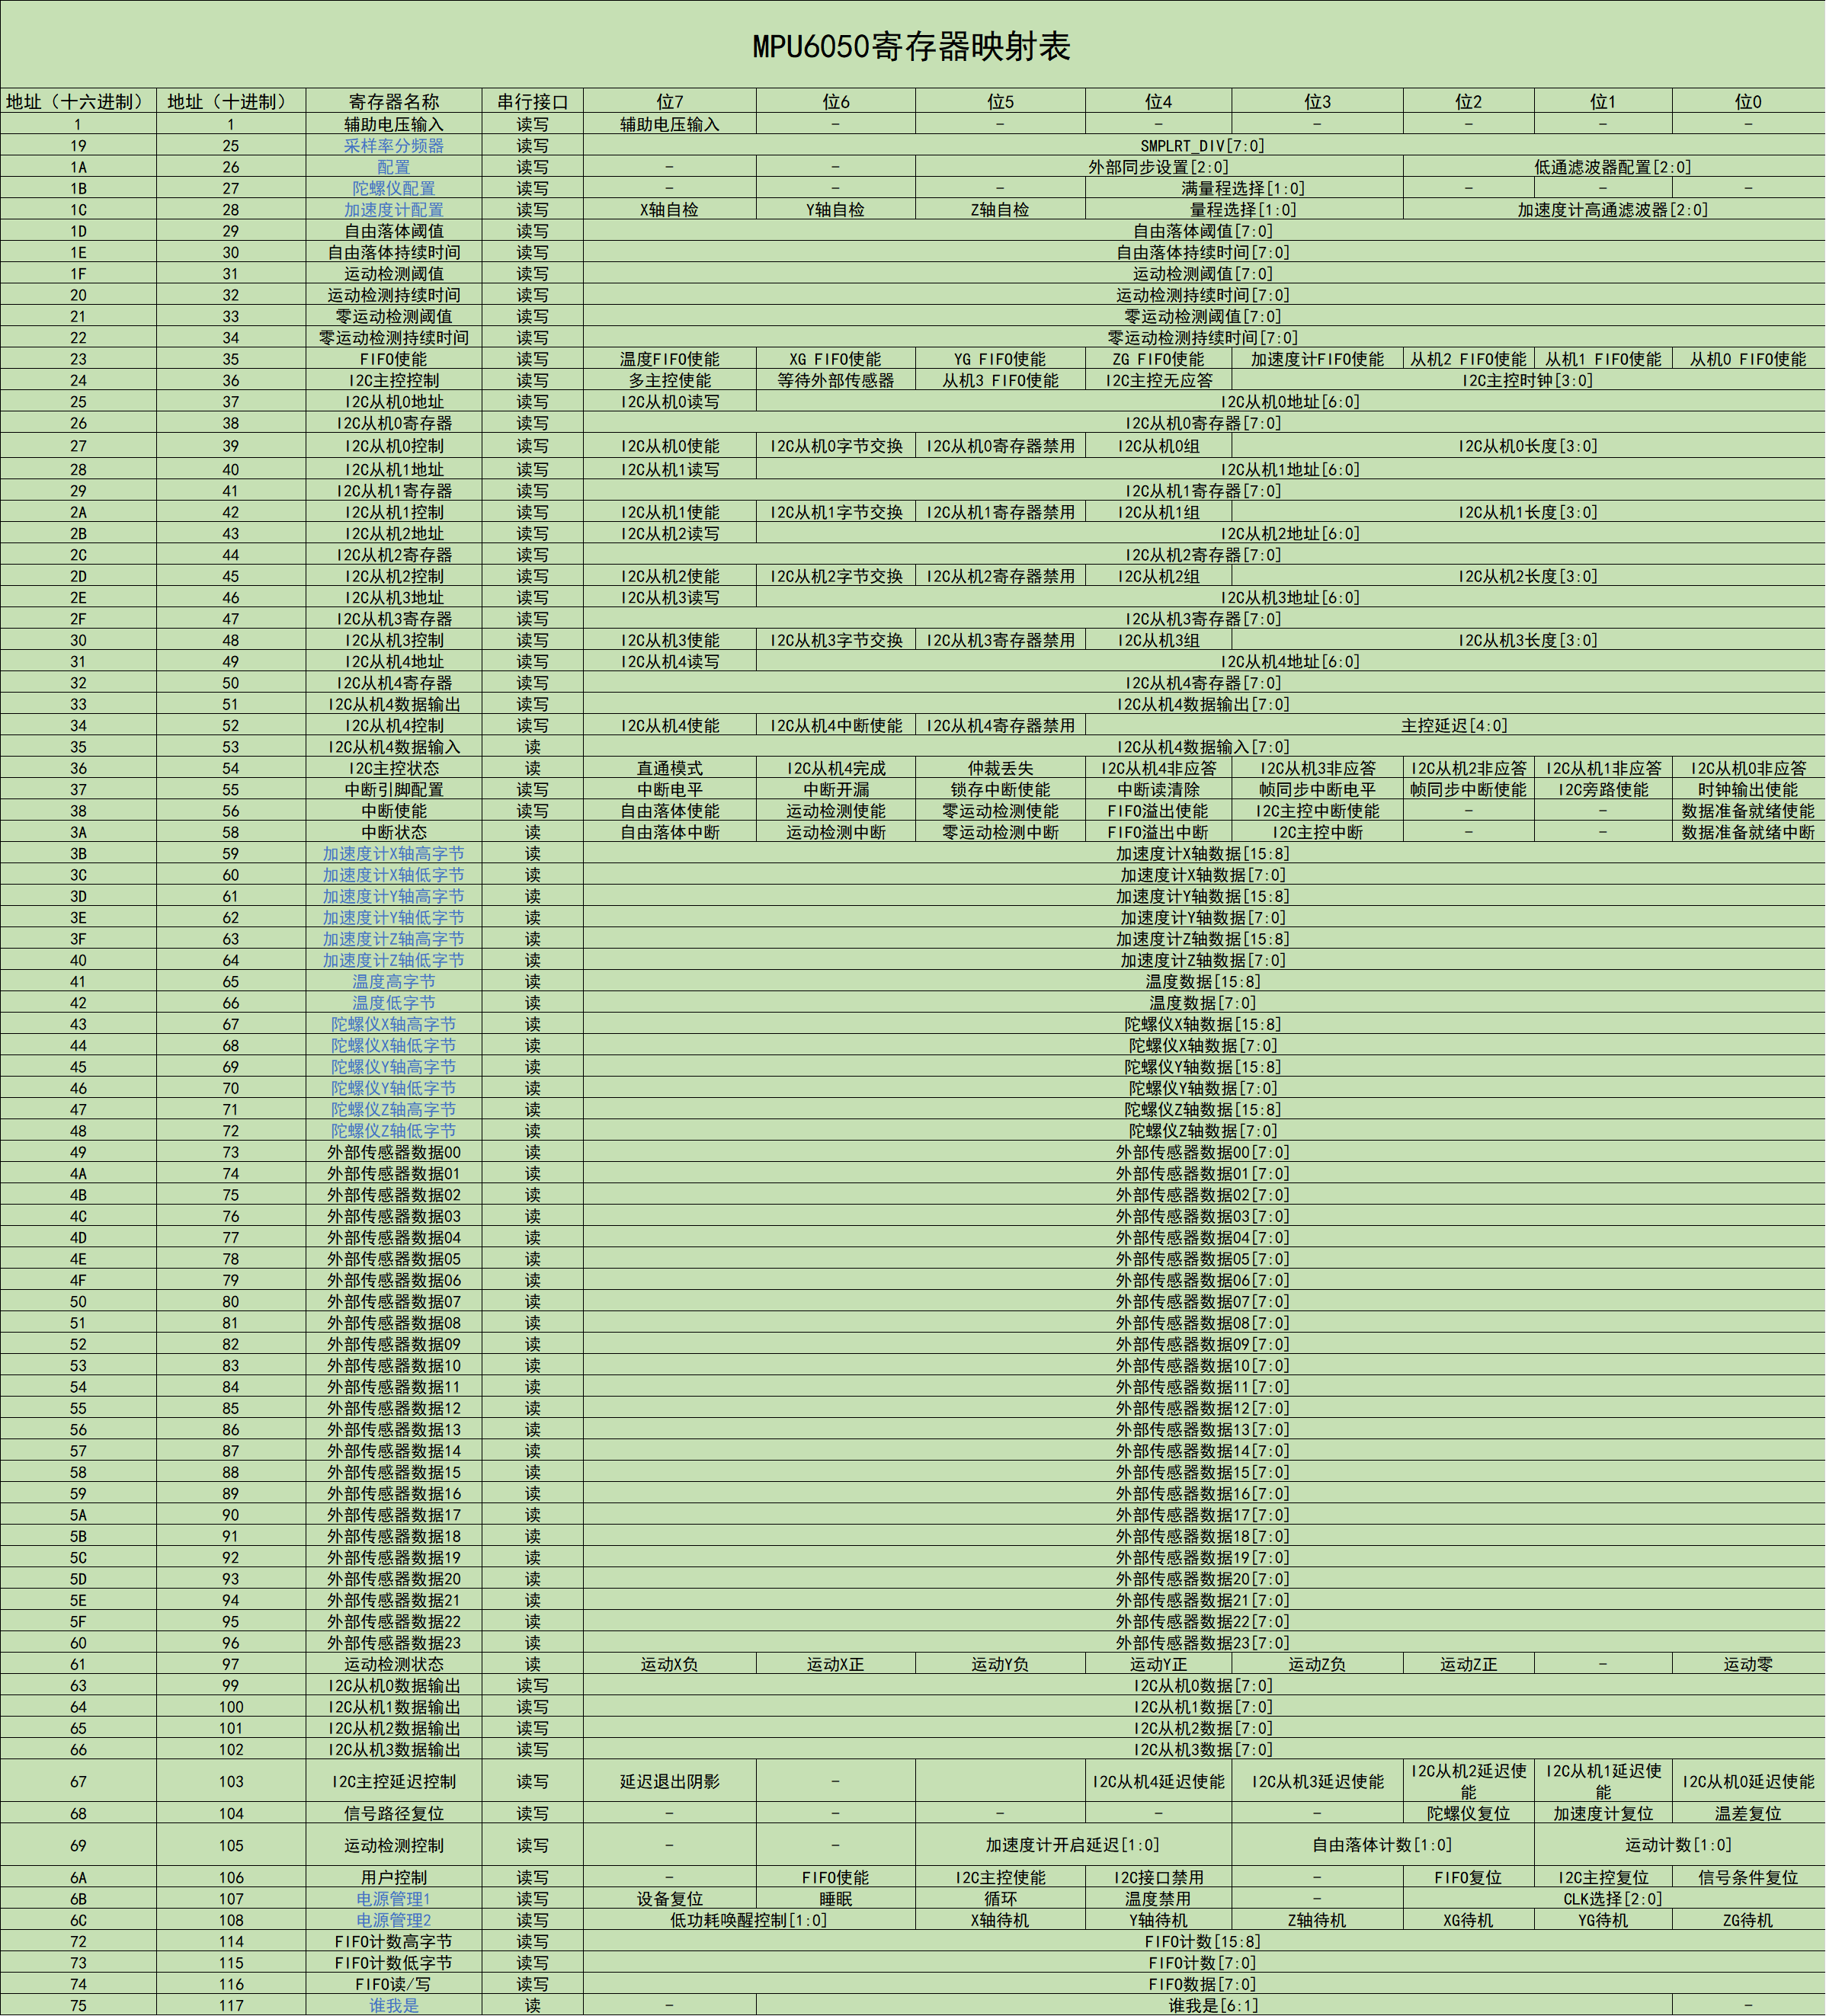 MPU6050寄存器映射表
地址（十六进制） 地址（十进制） 寄存器名称 串行接口 位7 位6 位5 位4 位3 位2 位1 位0
1 1 辅助电压输入 读写 辅助电压输入 - - - - - - -
19 25 采样率分频器 读写 SMPLRT_DIV[7:0]
1A 26 配置 读写 - - 外部同步设置[2:0] 低通滤波器配置[2:0]
1B 27 陀螺仪配置 读写 - - - 满量程选择[1:0] - - -
1C 28 加速度计配置 读写 X轴自检 Y轴自检 Z轴自检 量程选择[1:0] 加速度计高通滤波器[2:0]
1D 29 自由落体阈值 读写 自由落体阈值[7:0]
1E 30 自由落体持续时间 读写 自由落体持续时间[7:0]
1F 31 运动检测阈值 读写 运动检测阈值[7:0]
20 32 运动检测持续时间 读写 运动检测持续时间[7:0]
21 33 零运动检测阈值 读写 零运动检测阈值[7:0]
22 34 零运动检测持续时间 读写 零运动检测持续时间[7:0]
23 35 FIFO使能 读写 温度FIFO使能 XG FIFO使能 YG FIFO使能 ZG FIFO使能 加速度计FIFO使能 从机2 FIFO使能 从机1 FIFO使能 从机0 FIFO使能
24 36 I2C主控控制 读写 多主控使能 等待外部传感器 从机3 FIFO使能 I2C主控无应答 I2C主控时钟[3:0]
25 37 I2C从机0地址 读写 I2C从机0读写 I2C从机0地址[6:0]
26 38 I2C从机0寄存器 读写 I2C从机0寄存器[7:0]
27 39 I2C从机0控制 读写 I2C从机0使能 I2C从机0字节交换 I2C从机0寄存器禁用 I2C从机0组 I2C从机0长度[3:0]
28 40 I2C从机1地址 读写 I2C从机1读写 I2C从机1地址[6:0]
29 41 I2C从机1寄存器 读写 I2C从机1寄存器[7:0]
2A 42 I2C从机1控制 读写 I2C从机1使能 I2C从机1字节交换 I2C从机1寄存器禁用 I2C从机1组 I2C从机1长度[3:0]
2B 43 I2C从机2地址 读写 I2C从机2读写 I2C从机2地址[6:0]
2C 44 I2C从机2寄存器 读写 I2C从机2寄存器[7:0]
2D 45 I2C从机2控制 读写 I2C从机2使能 I2C从机2字节交换 I2C从机2寄存器禁用 I2C从机2组 I2C从机2长度[3:0]
2E 46 I2C从机3地址 读写 I2C从机3读写 I2C从机3地址[6:0]
2F 47 I2C从机3寄存器 读写 I2C从机3寄存器[7:0]
30 48 I2C从机3控制 读写 I2C从机3使能 I2C从机3字节交换 I2C从机3寄存器禁用 I2C从机3组 I2C从机3长度[3:0]
31 49 I2C从机4地址 读写 I2C从机4读写 I2C从机4地址[6:0]
32 50 I2C从机4寄存器 读写 I2C从机4寄存器[7:0]
33 51 I2C从机4数据输出 读写 I2C从机4数据输出[7:0]
34 52 I2C从机4控制 读写 I2C从机4使能 I2C从机4中断使能 I2C从机4寄存器禁用 主控延迟[4:0]
35 53 I2C从机4数据输入 读 I2C从机4数据输入[7:0]
36 54 I2C主控状态 读 直通模式 I2C从机4完成 仲裁丢失 I2C从机4非应答 I2C从机3非应答 I2C从机2非应答 I2C从机1非应答 I2C从机0非应答
37 55 中断引脚配置 读写 中断电平 中断开漏 锁存中断使能 中断读清除 帧同步中断电平 帧同步中断使能 I2C旁路使能 时钟输出使能
38 56 中断使能 读写 自由落体使能 运动检测使能 零运动检测使能 FIFO溢出使能 I2C主控中断使能 - - 数据准备就绪使能
3A 58 中断状态 读 自由落体中断 运动检测中断 零运动检测中断 FIFO溢出中断 I2C主控中断 - - 数据准备就绪中断
3B 59 加速度计X轴高字节 读 加速度计X轴数据[15:8]
3C 60 加速度计X轴低字节 读 加速度计X轴数据[7:0]
3D 61 加速度计Y轴高字节 读 加速度计Y轴数据[15:8]
3E 62 加速度计Y轴低字节 读 加速度计Y轴数据[7:0]
3F 63 加速度计Z轴高字节 读 加速度计Z轴数据[15:8]
40 64 加速度计Z轴低字节 读 加速度计Z轴数据[7:0]
41 65 温度高字节 读 温度数据[15:8]
42 66 温度低字节 读 温度数据[7:0]
43 67 陀螺仪X轴高字节 读 陀螺仪X轴数据[15:8]
44 68 陀螺仪X轴低字节 读 陀螺仪X轴数据[7:0]
45 69 陀螺仪Y轴高字节 读 陀螺仪Y轴数据[15:8]
46 70 陀螺仪Y轴低字节 读 陀螺仪Y轴数据[7:0]
47 71 陀螺仪Z轴高字节 读 陀螺仪Z轴数据[15:8]
48 72 陀螺仪Z轴低字节 读 陀螺仪Z轴数据[7:0]
49 73 外部传感器数据00 读 外部传感器数据00[7:0]
4A 74 外部传感器数据01 读 外部传感器数据01[7:0]
4B 75 外部传感器数据02 读 外部传感器数据02[7:0]
4C 76 外部传感器数据03 读 外部传感器数据03[7:0]
4D 77 外部传感器数据04 读 外部传感器数据04[7:0]
4E 78 外部传感器数据05 读 外部传感器数据05[7:0]
4F 79 外部传感器数据06 读 外部传感器数据06[7:0]
50 80 外部传感器数据07 读 外部传感器数据07[7:0]
51 81 外部传感器数据08 读 外部传感器数据08[7:0]
52 82 外部传感器数据09 读 外部传感器数据09[7:0]
53 83 外部传感器数据10 读 外部传感器数据10[7:0]
54 84 外部传感器数据11 读 外部传感器数据11[7:0]
55 85 外部传感器数据12 读 外部传感器数据12[7:0]
56 86 外部传感器数据13 读 外部传感器数据13[7:0]
57 87 外部传感器数据14 读 外部传感器数据14[7:0]
58 88 外部传感器数据15 读 外部传感器数据15[7:0]
59 89 外部传感器数据16 读 外部传感器数据16[7:0]
5A 90 外部传感器数据17 读 外部传感器数据17[7:0]
5B 91 外部传感器数据18 读 外部传感器数据18[7:0]
5C 92 外部传感器数据19 读 外部传感器数据19[7:0]
5D 93 外部传感器数据20 读 外部传感器数据20[7:0]
5E 94 外部传感器数据21 读 外部传感器数据21[7:0]
5F 95 外部传感器数据22 读 外部传感器数据22[7:0]
60 96 外部传感器数据23 读 外部传感器数据23[7:0]
61 97 运动检测状态 读 运动X负 运动X正 运动Y负 运动Y正 运动Z负 运动Z正 - 运动零
63 99 I2C从机0数据输出 读写 I2C从机0数据[7:0]
64 100 I2C从机1数据输出 读写 I2C从机1数据[7:0]
65 101 I2C从机2数据输出 读写 I2C从机2数据[7:0]
66 102 I2C从机3数据输出 读写 I2C从机3数据[7:0]
67 103 I2C主控延迟控制 读写 延迟退出阴影 - I2C从机4延迟使能 I2C从机3延迟使能 I2C从机2延迟使能 I2C从机1延迟使能 I2C从机0延迟使能
68 104 信号路径复位 读写 - - - - - 陀螺仪复位 加速度计复位 温差复位
69 105 运动检测控制 读写 - - 加速度计开启延迟[1:0] 自由落体计数[1:0] 运动计数[1:0]
6A 106 用户控制 读写 - FIFO使能 I2C主控使能 I2C接口禁用 - FIFO复位 I2C主控复位 信号条件复位
6B 107 电源管理1 读写 设备复位 睡眠 循环 温度禁用 - CLK选择[2:0]
6C 108 电源管理2 读写 低功耗唤醒控制[1:0] X轴待机 Y轴待机 Z轴待机 XG待机 YG待机 ZG待机
72 114 FIFO计数高字节 读写 FIFO计数[15:8]
73 115 FIFO计数低字节 读写 FIFO计数[7:0]
74 116 FIFO读/写 读写 FIFO数据[7:0]
75 117 谁我是 读 - 谁我是[6:1] -